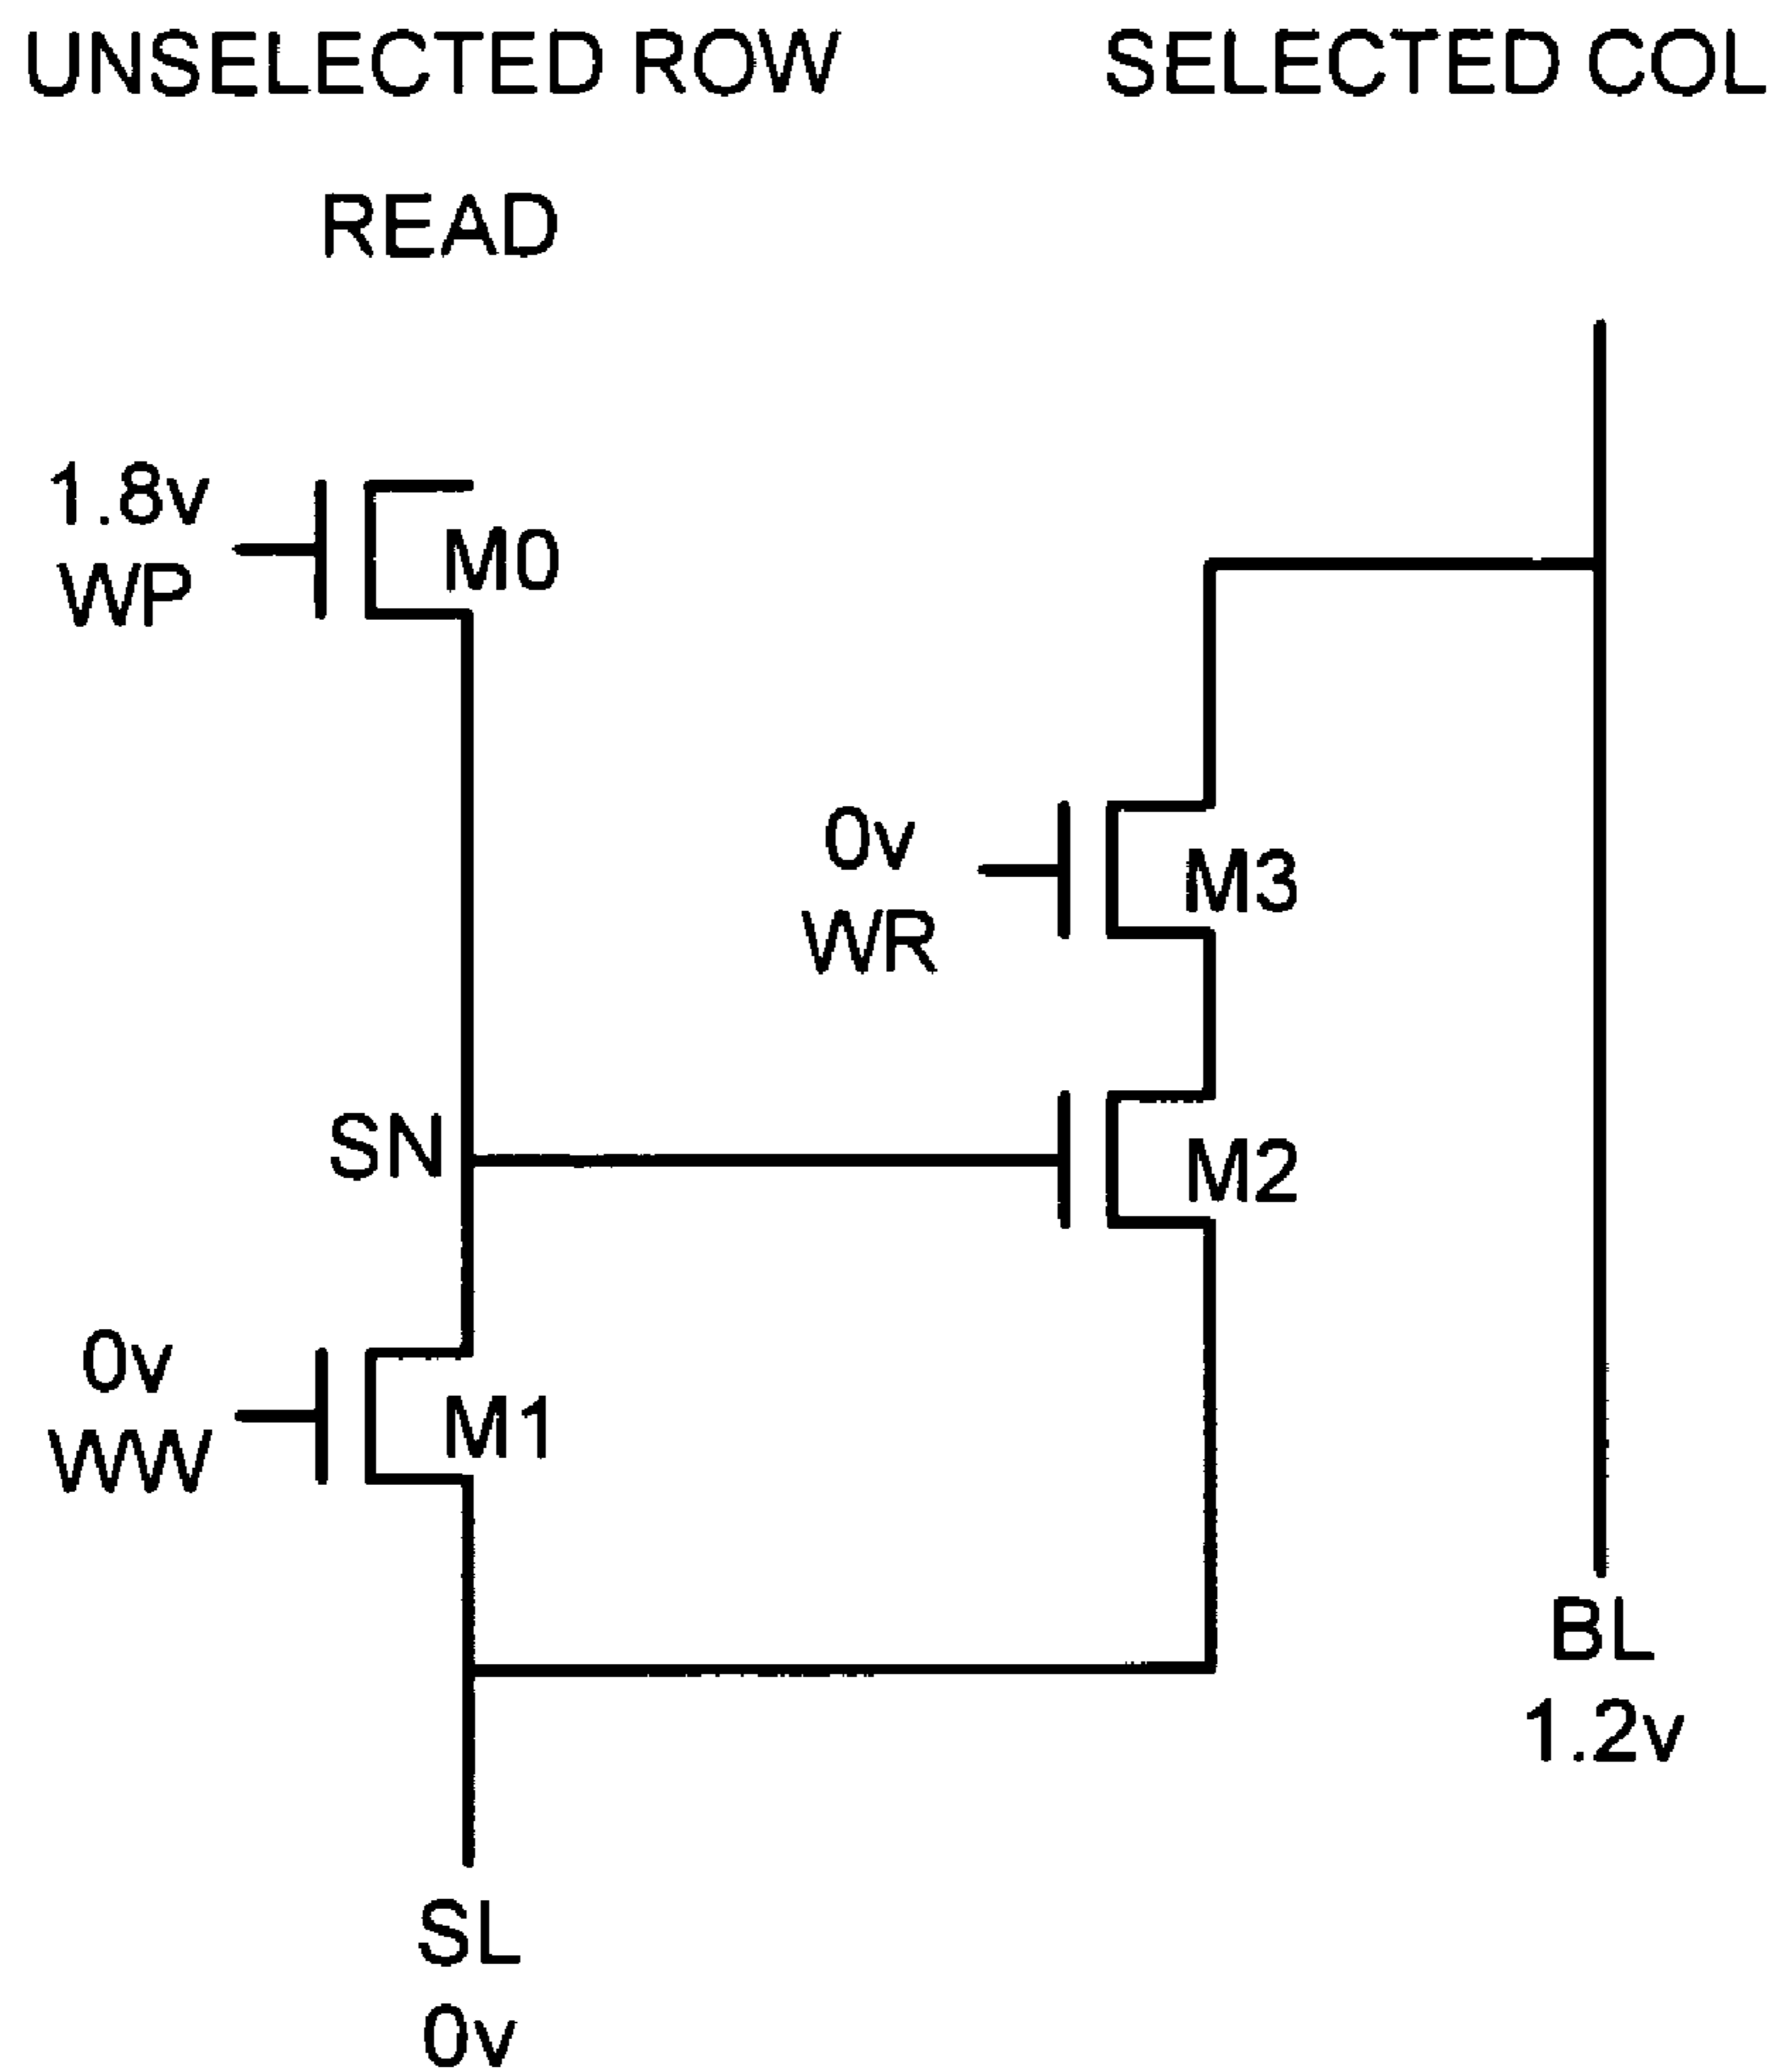 UNSELECTED ROW
SELECTED COL
READ
1.8v
WP
M0
0v
WR
M3
SN
M2
0v
WW
M1
BL
1.2v
SL
0v